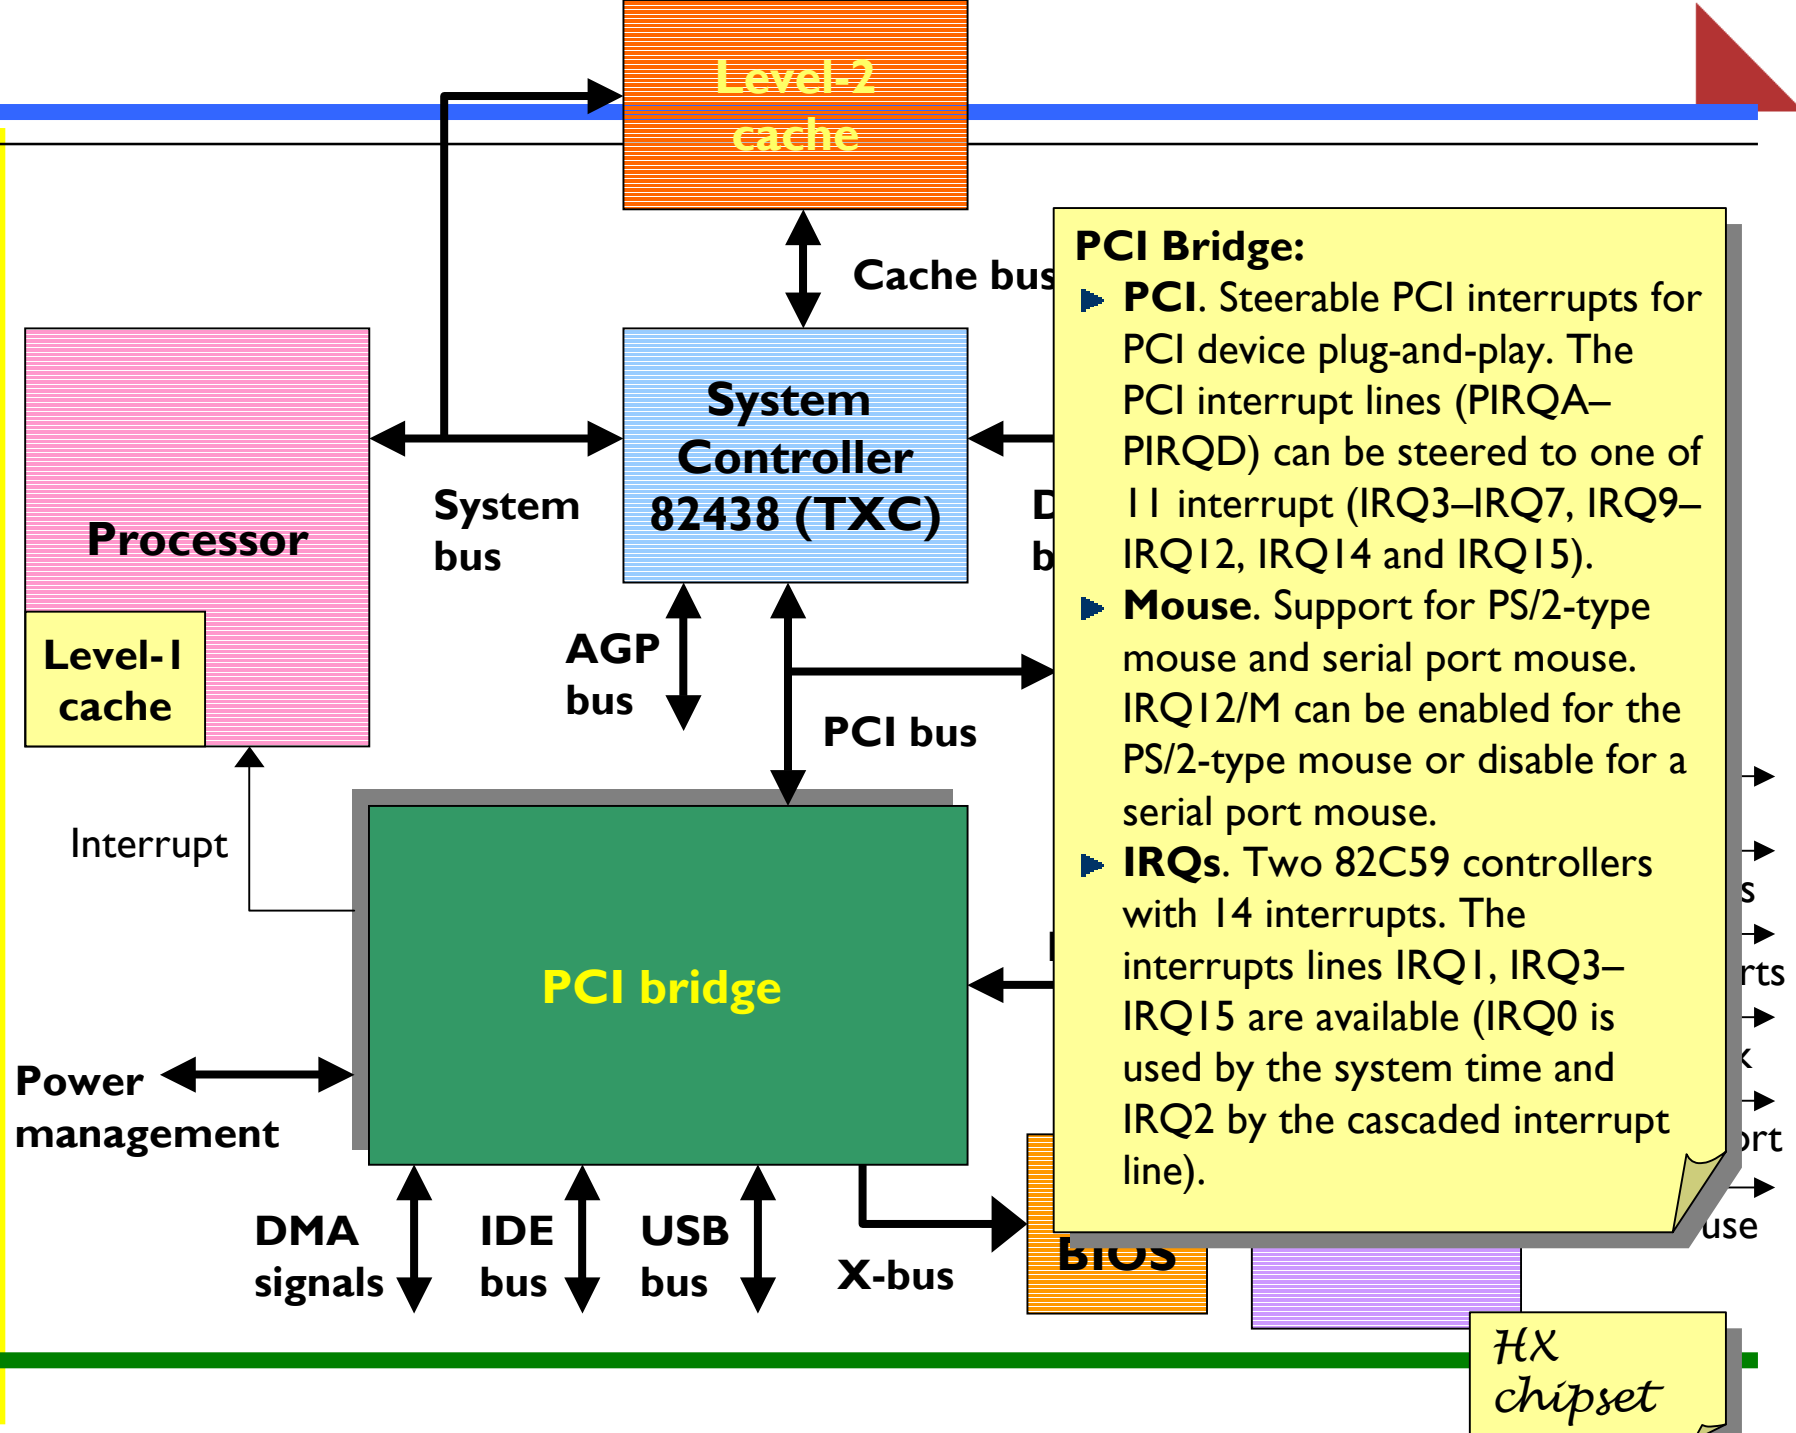 Level-2
cache
Cache bus
System
Controller
82438 (TXC)
System
bus
Processor
Level-1
cache
AGP
bus
PCI bus
Interrupt
PCI bridge
Power
management
DMA
signals
IDE
bus
USB
bus
X-bus
BIOS
PCI Bridge:
PCI. Steerable PCI interrupts for
PCI device plug-and-play. The
PCI interrupt lines (PIRQA–
PIRQD) can be steered to one of
11 interrupt (IRQ3–IRQ7, IRQ9–
IRQ12, IRQ14 and IRQ15).
Mouse. Support for PS/2-type
mouse and serial port mouse.
IRQ12/M can be enabled for the
PS/2-type mouse or disable for a
serial port mouse.
IRQs. Two 82C59 controllers
with 14 interrupts. The
interrupts lines IRQ1, IRQ3–
IRQ15 are available (IRQ0 is
used by the system time and
IRQ2 by the cascaded interrupt
line).
HX
chipset